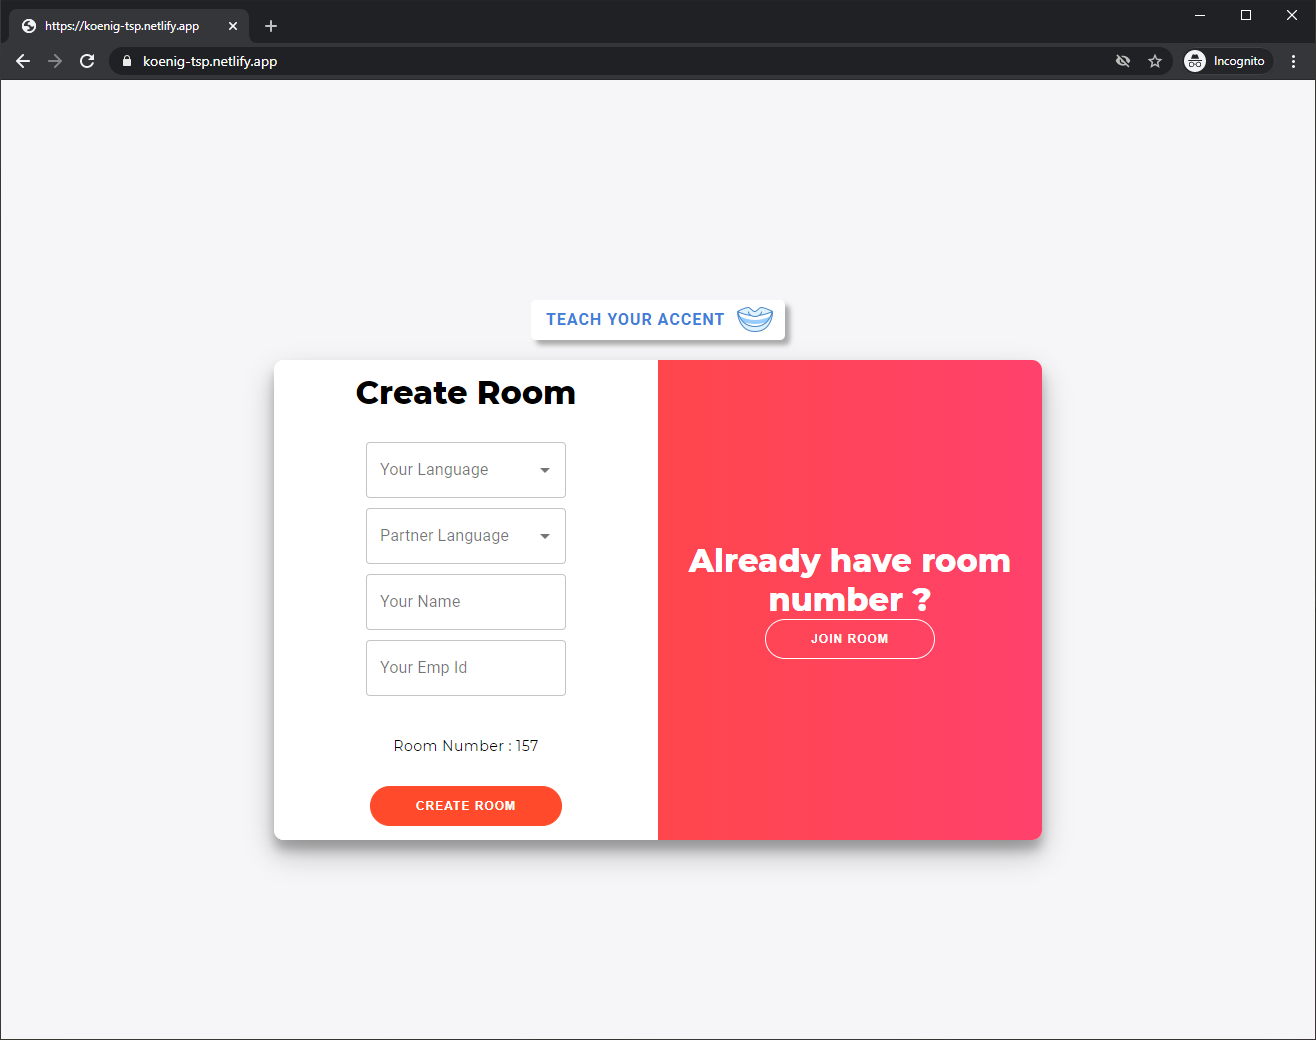 https://koenig-tsp.netlify.app
koenig-tsp.netlify.app
Incognito
TEACH YOUR ACCENT
Create Room
Your Language
Partner Language
Your Name
Your Emp Id
Room Number : 157
CREATE ROOM
Already have room
number ?
JOIN ROOM